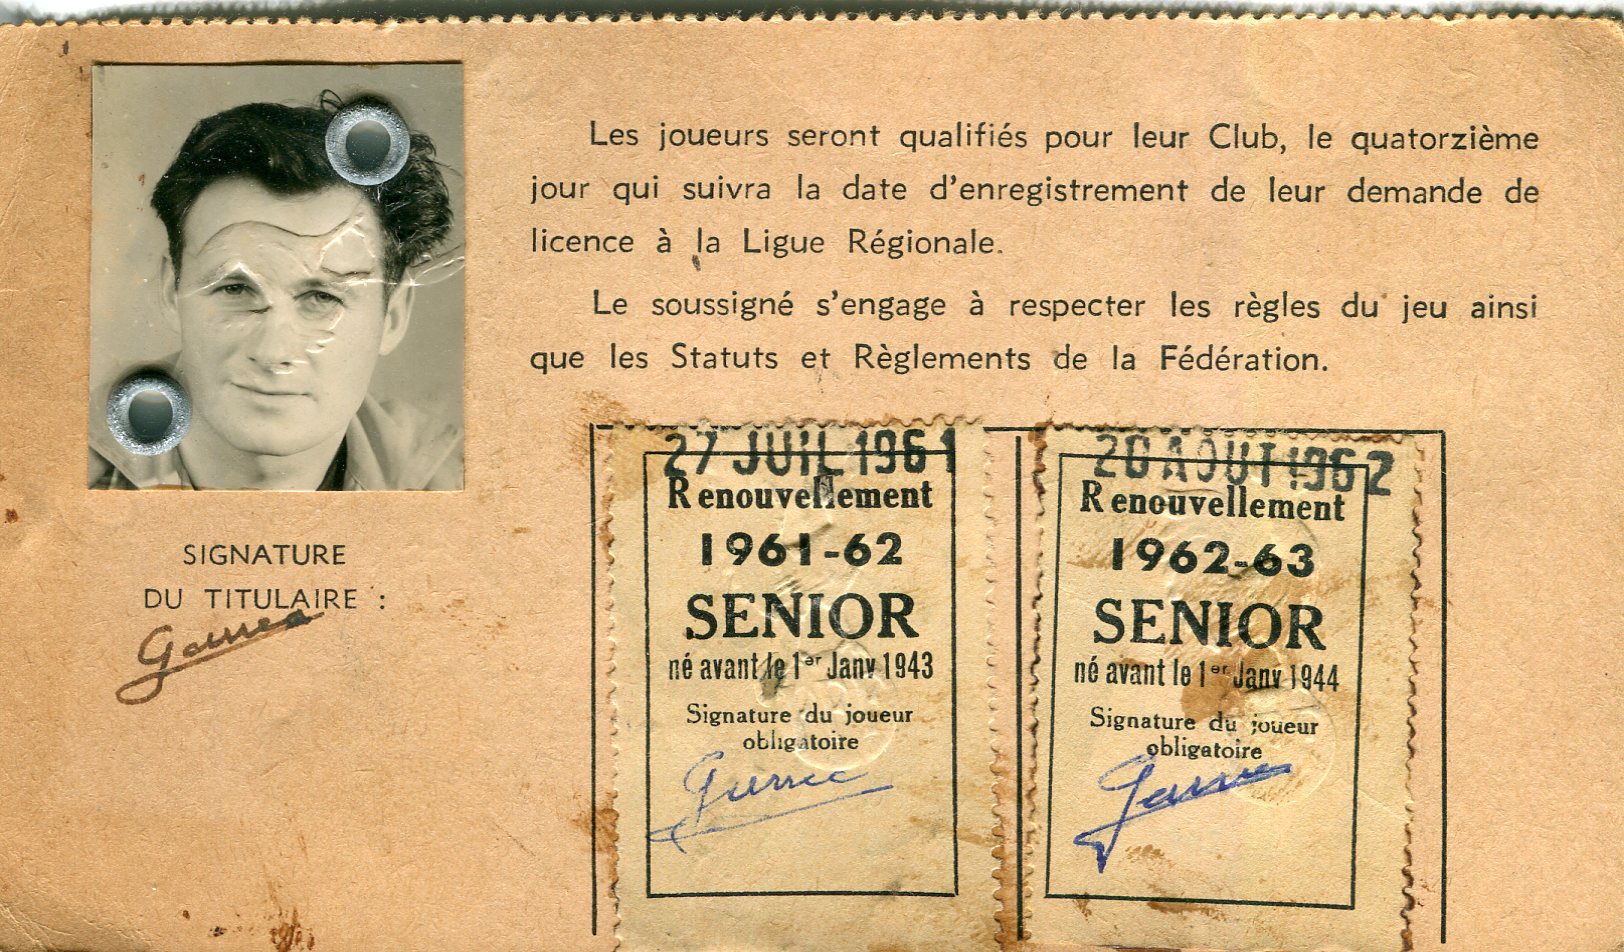 Les joueurs seront qualifiés pour leur Club, le quatorzième
jour qui suivra la date d'enregistrement de leur demande de
licence à la Ligue Régionale.
Le soussigné s'engage à respecter les règles du jeu ainsi
que les Statuts et Règlements de la Fédération.
SIGNATURE
DU TITULAIRE :
27 JUIL 1961
Renouvellement
1961-62
SENIOR
né avant le 1er Janv 1943
Signature du joueur
obligatoire
20 AOUT 1962
Renouvellement
1962-63
SENIOR
né avant le 1er Janv 1944
Signature du joueur
obligatoire